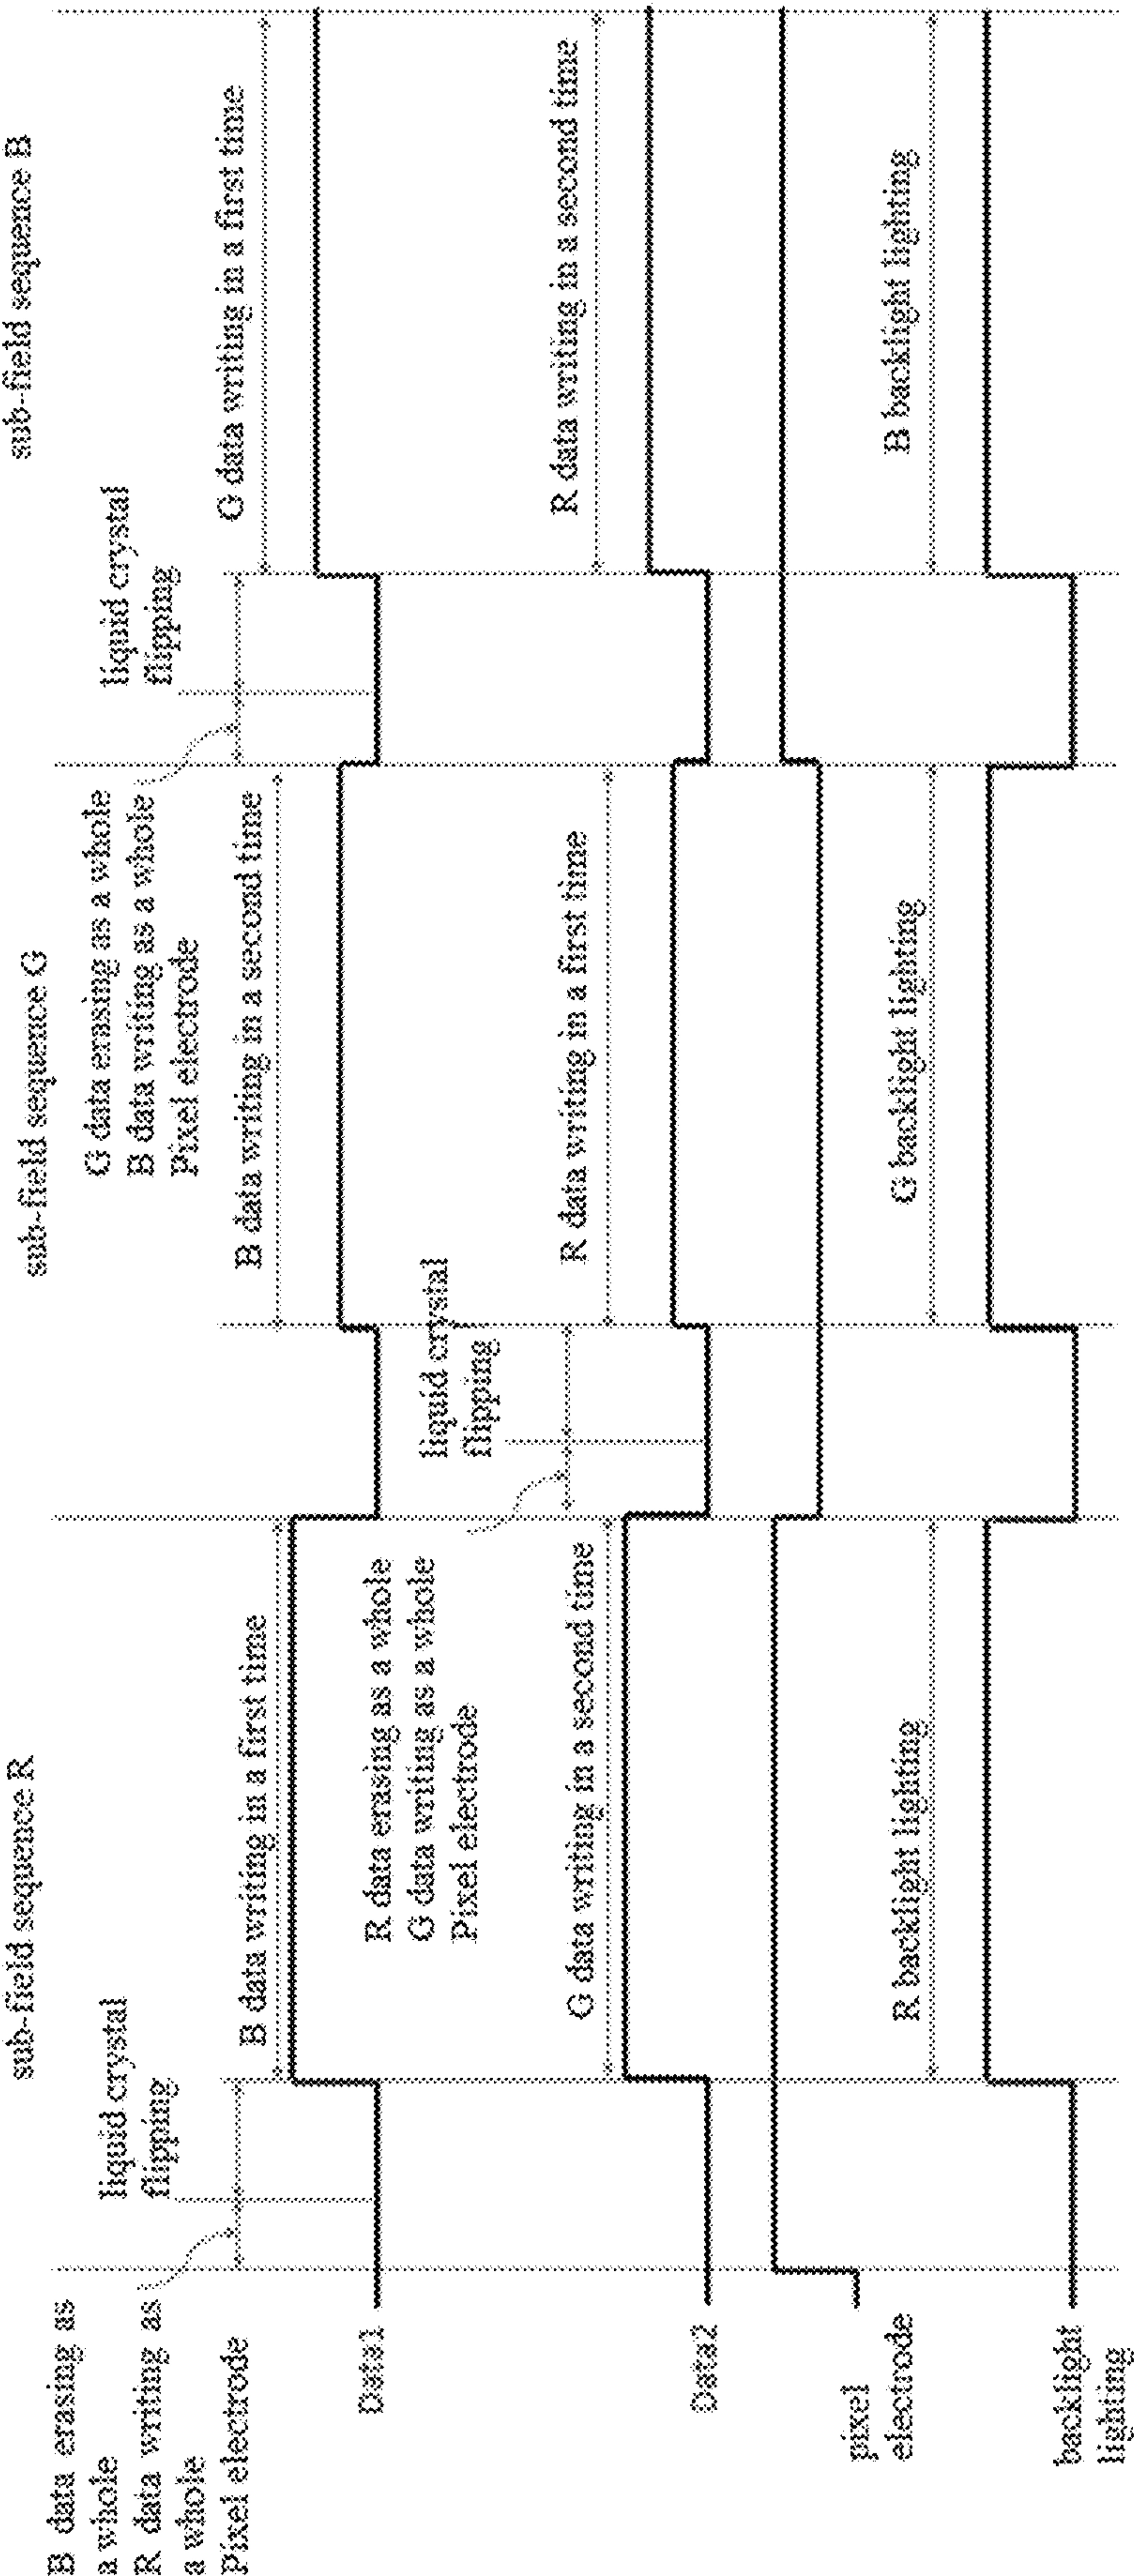 sub-field sequence R
sub-field sequence G
sub-field sequence B
B data erasing as
a whole
R data writing as
a whole
Pixel electrode
liquid crystal
flipping
B data writing in a first time
G data erasing as a whole
B data writing as a whole
Pixel electrode
B data writing in a second time
liquid crystal
flipping
G data writing in a first time
Data1
R data erasing as a whole
G data writing as a whole
Pixel electrode
liquid crystal
flipping
G data writing in a second time
R data writing in a first time
R data writing in a second time
Data2
pixel
electrode
R backlight lighting
G backlight lighting
B backlight lighting
backlight
lighting